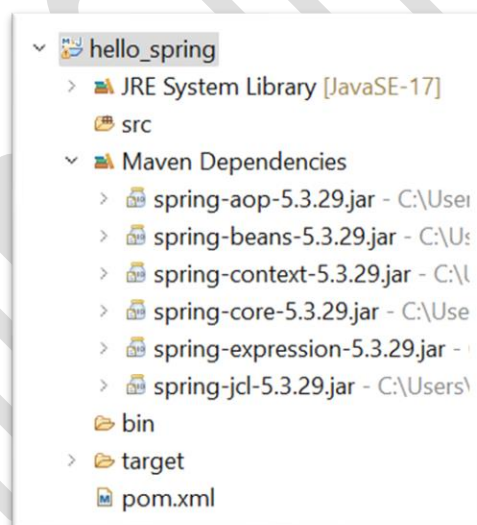 hello_spring
JRE System Library [JavaSE-17]
src
Maven Dependencies
spring-aop-5.3.29.jar - C:\User
spring-beans-5.3.29.jar - C:\Us
spring-context-5.3.29.jar - C:\U
spring-core-5.3.29.jar - C:\Use
spring-expression-5.3.29.jar -
spring-jcl-5.3.29.jar - C:\Users\
bin
target
pom.xml